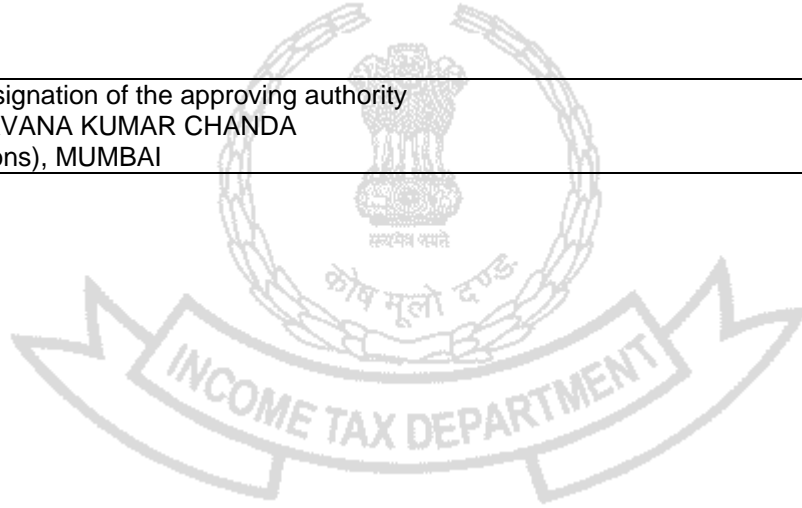 signation of the approving authority
VANA KUMAR CHANDA
ons), MUMBAI
सत्यमेव जयते
कोष मूलो दण्डः
INCOME TAX DEPARTMENT